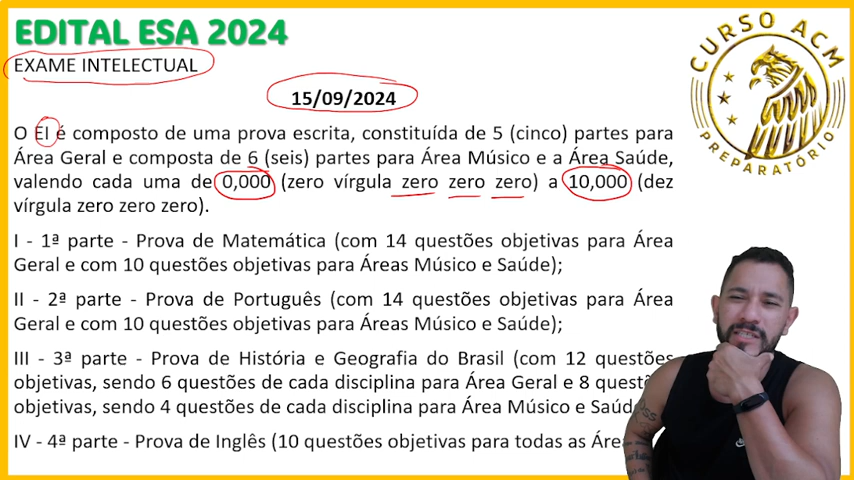 EDITAL ESA 2024
EXAME INTELECTUAL
15/09/2024
O EI é composto de uma prova escrita, constituída de 5 (cinco) partes para
Área Geral e composta de 6 (seis) partes para Área Músico e a Área Saúde,
valendo cada uma de 0,000 (zero vírgula zero zero zero) a 10,000 (dez
vírgula zero zero zero).
I - 1ª parte - Prova de Matemática (com 14 questões objetivas para Área
Geral e com 10 questões objetivas para Áreas Músico e Saúde);
II - 2ª parte - Prova de Português (com 14 questões objetivas para Área
Geral e com 10 questões objetivas para Áreas Músico e Saúde);
III - 3ª parte - Prova de História e Geografia do Brasil (com 12 questões
objetivas, sendo 6 questões de cada disciplina para Área Geral e 8
objetivas, sendo 4 questões de cada disciplina para Área Músico e
IV - 4ª parte - Prova de Inglês (10 questões objetivas para todas as
CURSO ACM
PREPARATÓRIO